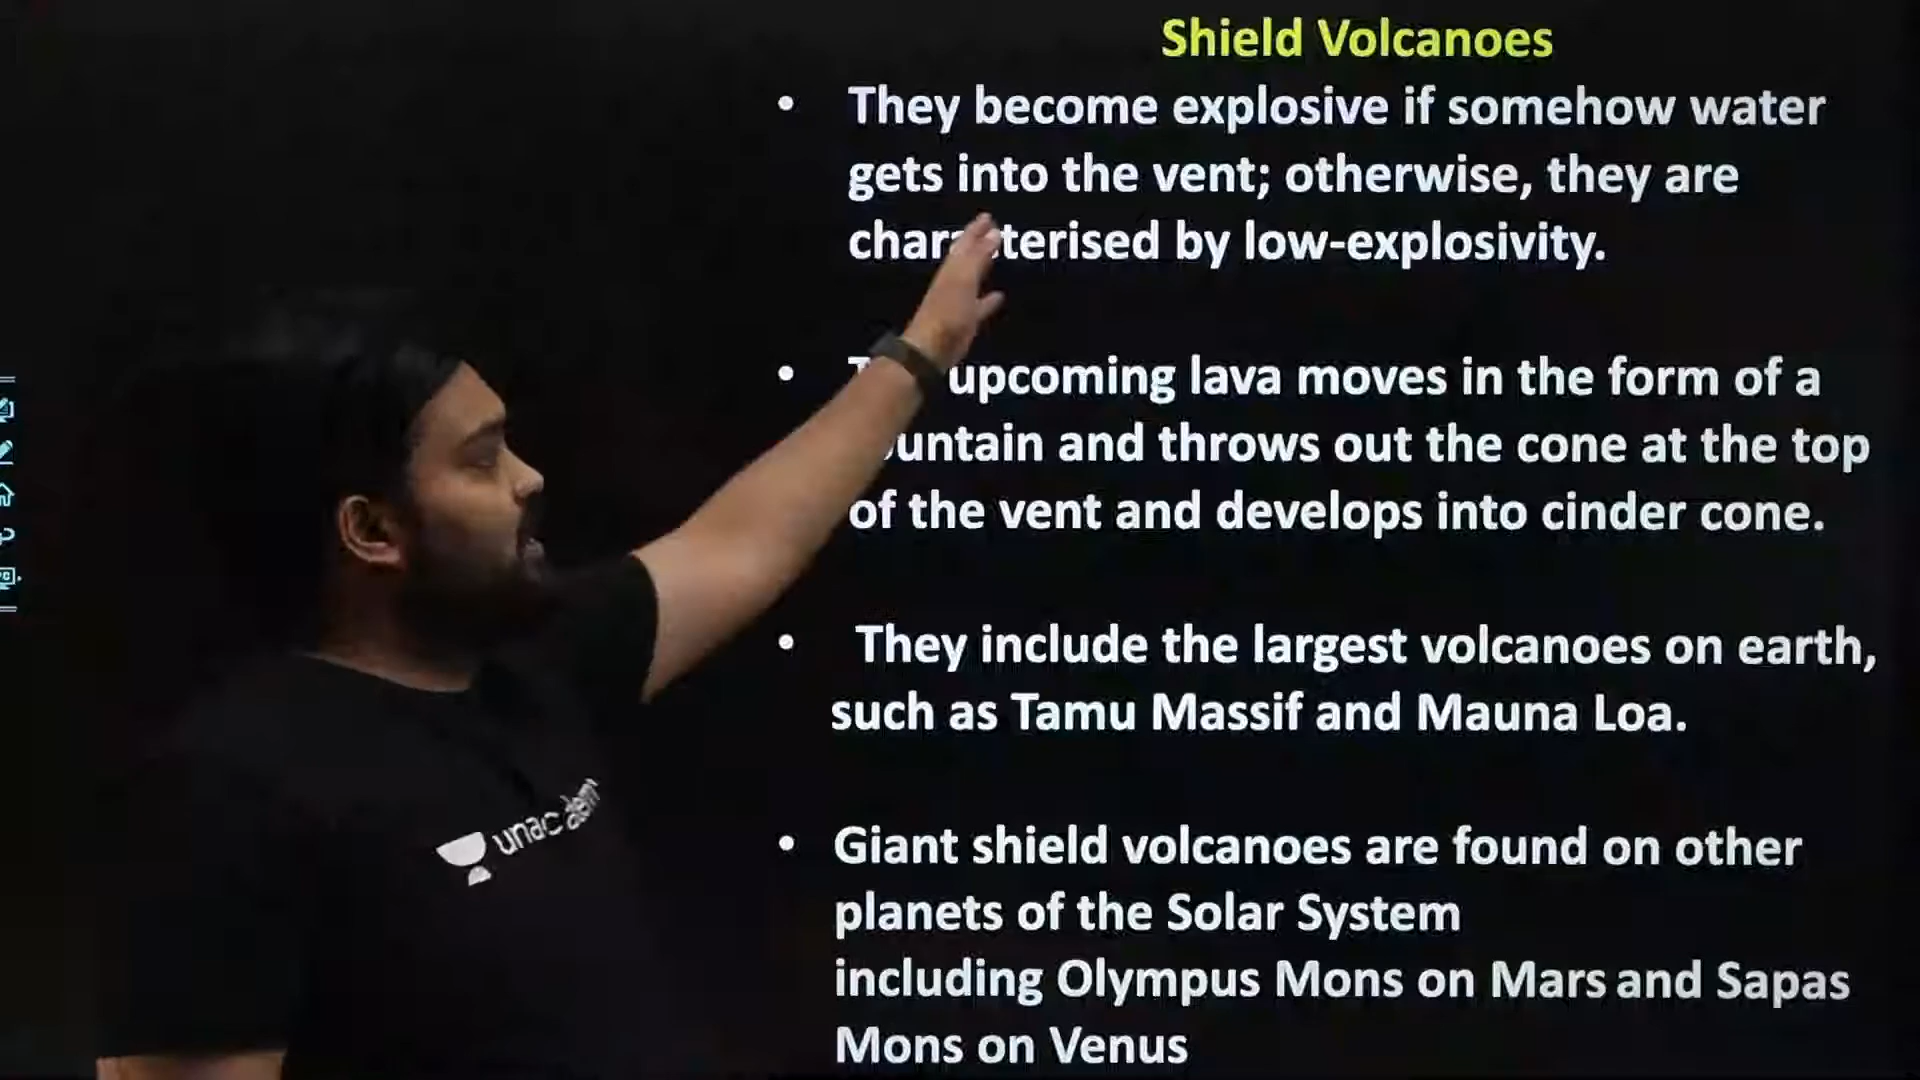 Shield Volcanoes
• They become explosive if somehow water
gets into the vent; otherwise, they are
characterised by low-explosivity.
• upcoming lava moves in the form of a
and throws out the cone at the top
of the vent and develops into cinder cone.
• They include the largest volcanoes on earth,
such as Tamu Massif and Mauna Loa.
• Giant shield volcanoes are found on other
planets of the Solar System
including Olympus Mons on Mars and Sapas
Mons on Venus
unacademy